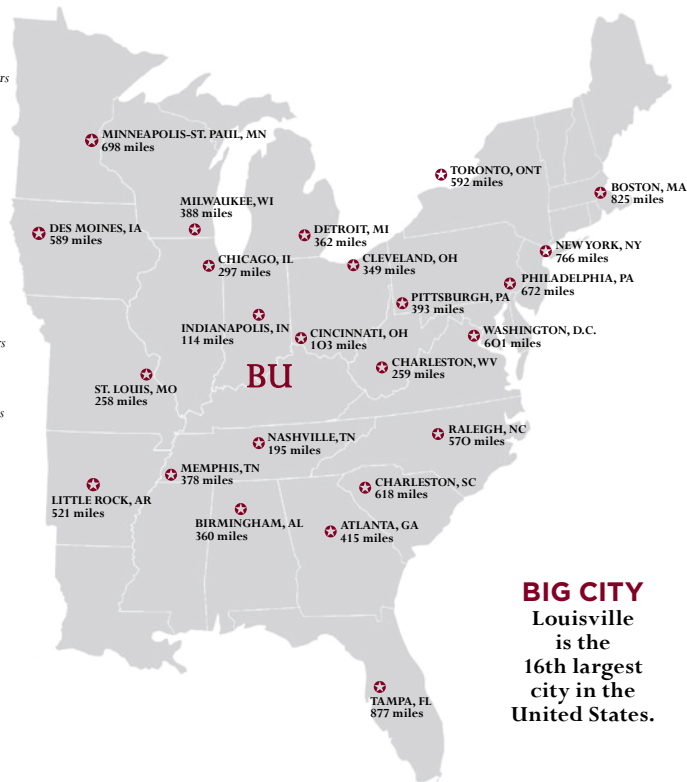 rs
MINNEAPOLIS-ST. PAUL, MN
698 miles
TORONTO, ONT
592 miles
BOSTON, MA
825 miles
MILWAUKEE, WI
388 miles
DES MOINES, IA
589 miles
DETROIT, MI
362 miles
NEW YORK, NY
766 miles
CHICAGO, IL
297 miles
CLEVELAND, OH
349 miles
PHILADELPHIA, PA
672 miles
PITTSBURGH, PA
393 miles
INDIANAPOLIS, IN
114 miles
CINCINNATI, OH
103 miles
WASHINGTON, D.C.
601 miles
rs
CHARLESTON, WV
259 miles
BU
ST. LOUIS, MO
258 miles
s
RALEIGH, NC
570 miles
NASHVILLE, TN
195 miles
MEMPHIS, TN
378 miles
CHARLESTON, SC
618 miles
LITTLE ROCK, AR
521 miles
BIRMINGHAM, AL
360 miles
ATLANTA, GA
415 miles
BIG CITY
Louisville
is the
16th largest
city in the
United States.
TAMPA, FL
877 miles